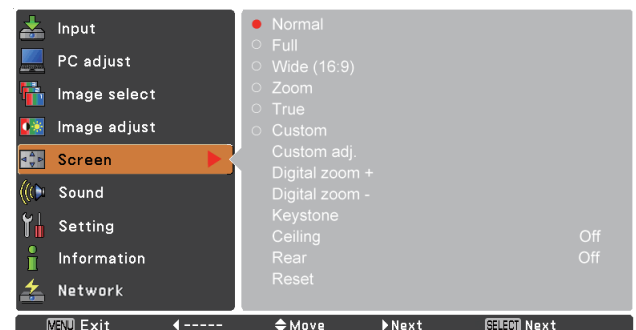 Input
PC adjust
Image select
Image adjust
Screen
Sound
Setting
Information
Network
Normal
Full
Wide (16:9)
Zoom
True
Custom
Custom adj.
Digital zoom +
Digital zoom -
Keystone
Ceiling Off
Rear Off
Reset
MENU Exit ----- Move Next SELECT Next